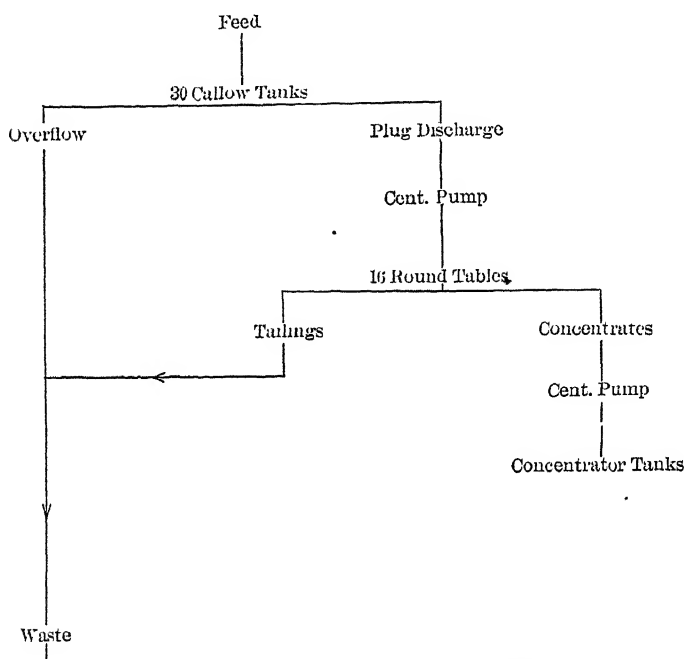 Feed
30 Callow Tanks
Overflow
Plug Discharge
Cent. Pump
16 Round Tables
Tailings
Concentrates
Cent. Pump
Concentrator Tanks
Waste